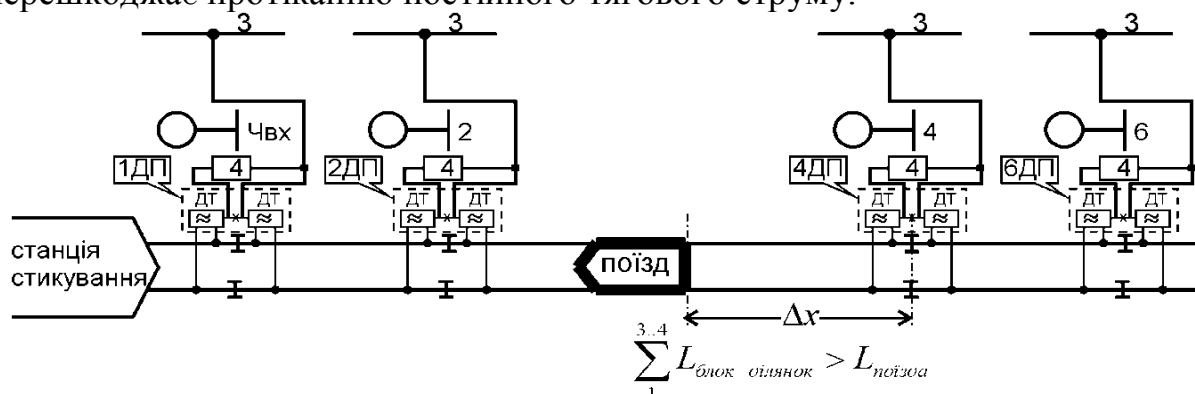 перешкоджає протіканню постійного тягового струму.
3 3 3 3
Чвх 2 4 6
1ДП 4 2ДП 4 4ДП 4 6ДП 4
ДТ ДТ ДТ ДТ ДТ ДТ ДТ ДТ
≈ ≈ ≈ ≈ ≈ ≈ ≈ ≈
станція
стикування
поїзд
Δx
3..4
∑ L блок ділянок > L поїзда
1